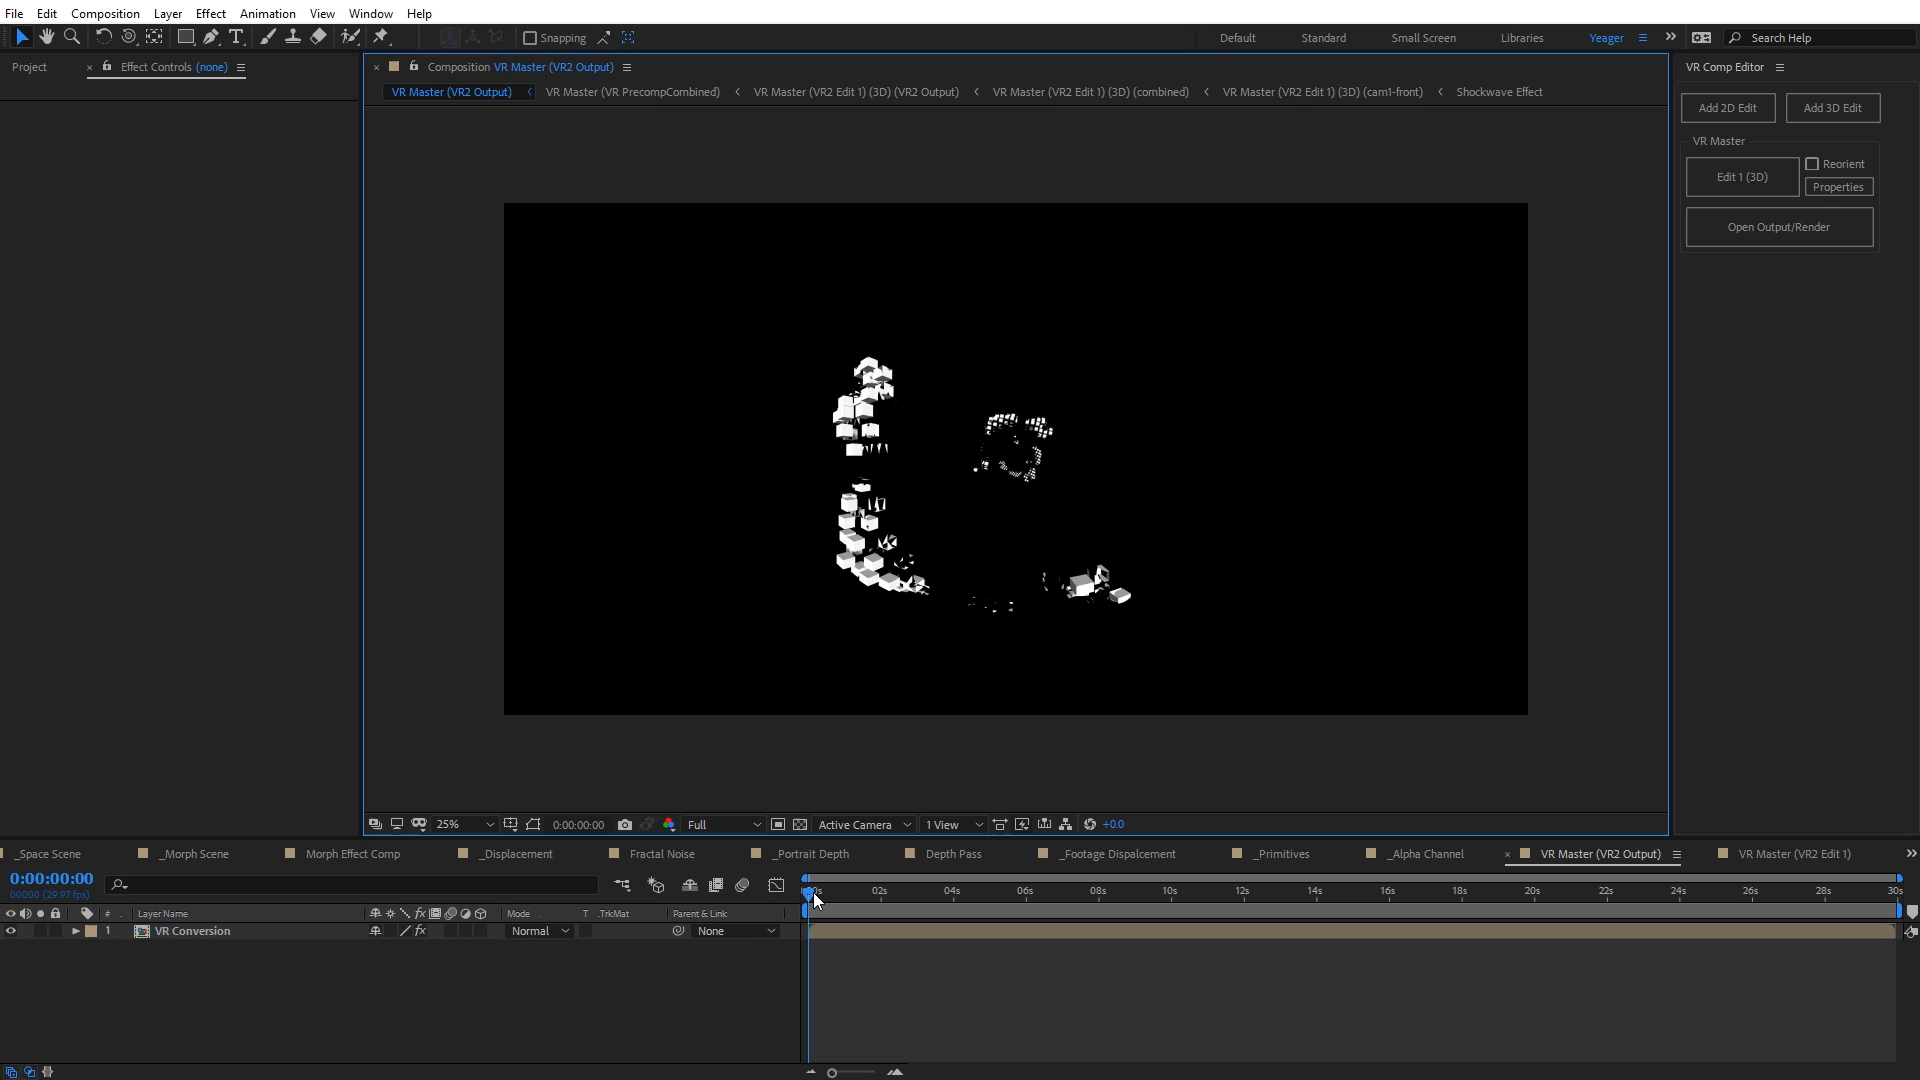 File Edit Composition Layer Effect Animation View Window Help
Snapping Default Standard Small Screen Libraries Yeager Search Help
Project Effect Controls (none) Composition VR Master (VR2 Output) VR Comp Editor
VR Master (VR2 Output) VR Master (VR PrecompCombined) VR Master (VR2 Edit 1) (3D) (VR2 Output) VR Master (VR2 Edit 1) (3D) (combined) VR Master (VR2 Edit 1) (3D) (cam1-front) Shockwave Effect
Add 2D Edit Add 3D Edit
VR Master
Edit 1 (3D) Reorient
Properties
Open Output/Render
25% 0:00:00:00 Full Active Camera 1 View +0.0
_Space Scene _Morph Scene Morph Effect Comp _Displacement Fractal Noise _Portrait Depth Depth Pass _Footage Dispalcement _Primitives _Alpha Channel VR Master (VR2 Output) VR Master (VR2 Edit 1)
0:00:00:00
00000 (29.97 fps)
02s 04s 06s 08s 10s 12s 14s 16s 18s 20s 22s 24s 26s 28s 30s
# Layer Name Mode T .TrkMat Parent & Link
1 VR Conversion Normal None